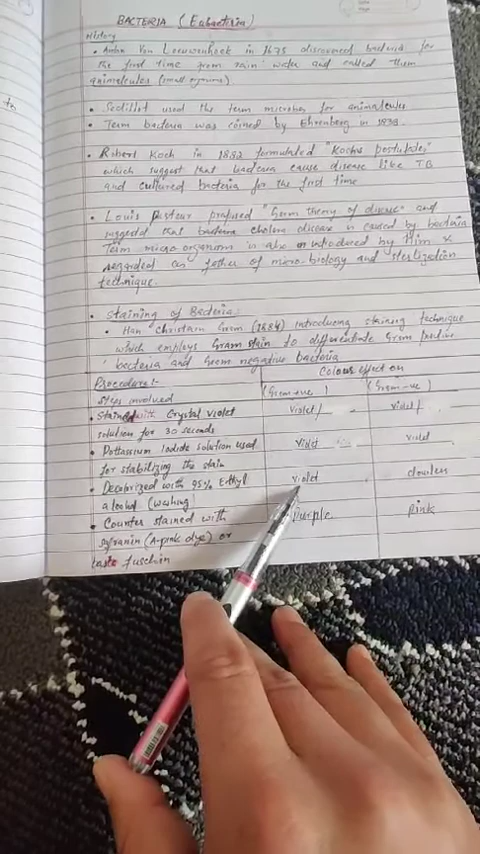 BACTERIA (Eubacteria)
History
• Anton Van Leeuwenhoek in 1675 discovered bacteria for
the first time from rain water and called them
animelcules (small organisms)
• Sedillot used the term microbes for animalcules
• Term bacteria was coined by Ehrenberg in 1838.
• Robert Koch in 1882 formulated "Kochs postulates"
which suggest that bacteria cause disease like TB
and cultured bacteria for the first time
• Louis Pasteur "Germ theory of disease" and
suggested that bacteria cholera disease is caused by bacteria
Term micro organism is also introduced by Him &
regarded as father of micro-biology and sterilization
technique.
• Staining of Bacteria:
• Han Christain Gram (1884) introducing staining technique
which employs Gram stain to differentiate Gram positive
bacteria and Gram negative bacteria
Procedure:- Colour effect on
Steps involved (Gram+ve) (Gram-ve)
• Stained with Crystal violet violet violet
solution for 30 seconds
• Pottassium Iodide solution used violet violet
for stabilizing the stain
• Decolorized with 95% Ethyl violet clourless
alcohol (washing)
• Counter stained with Purple Pink
safranin (A-pink dye) or
fuschin